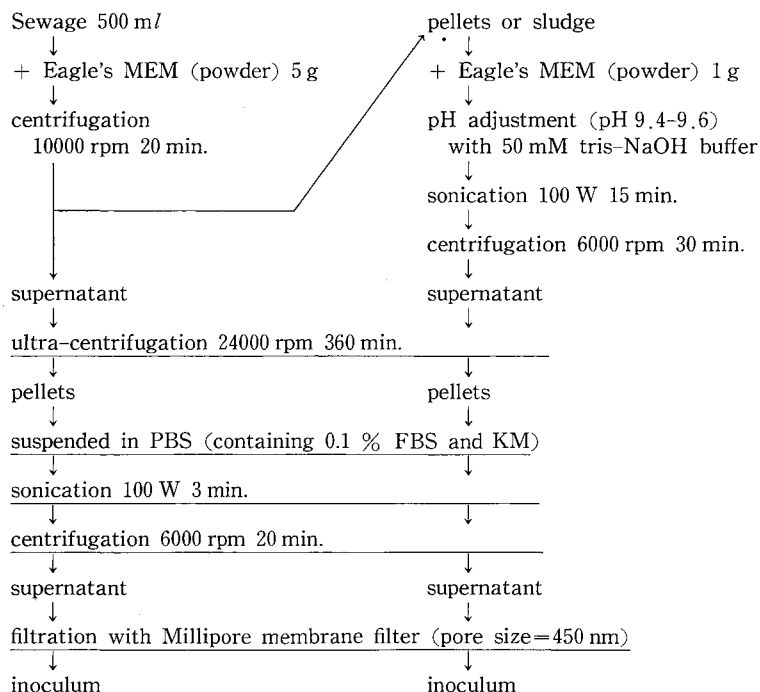 Sewage 500 ml
+ Eagle's MEM (powder) 5 g
centrifugation
10000 rpm 20 min.
supernatant
pellets or sludge
+ Eagle's MEM (powder) 1 g
pH adjustment (pH 9.4-9.6)
with 50 mM tris-NaOH buffer
sonication 100 W 15 min.
centrifugation 6000 rpm 30 min.
supernatant
ultra-centrifugation 24000 rpm 360 min.
pellets pellets
suspended in PBS (containing 0.1 % FBS and KM)
sonication 100 W 3 min.
centrifugation 6000 rpm 20 min.
supernatant supernatant
filtration with Millipore membrane filter (pore size=450 nm)
inoculum inoculum